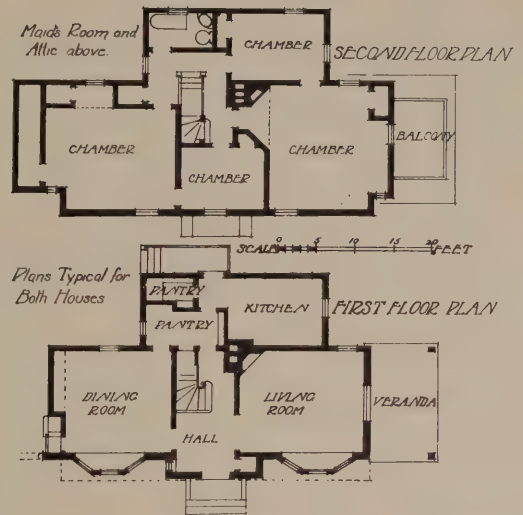 Maid's Room and
Attic above.
CHAMBER
SECOND FLOOR PLAN
CHAMBER
CHAMBER
CHAMBER
BALCONY
SCALE 0 5 10 15 20 FEET
Plans Typical for
Both Houses
PANTRY
KITCHEN
FIRST FLOOR PLAN
PANTRY
DINING
ROOM
LIVING
ROOM
VERANDA
HALL